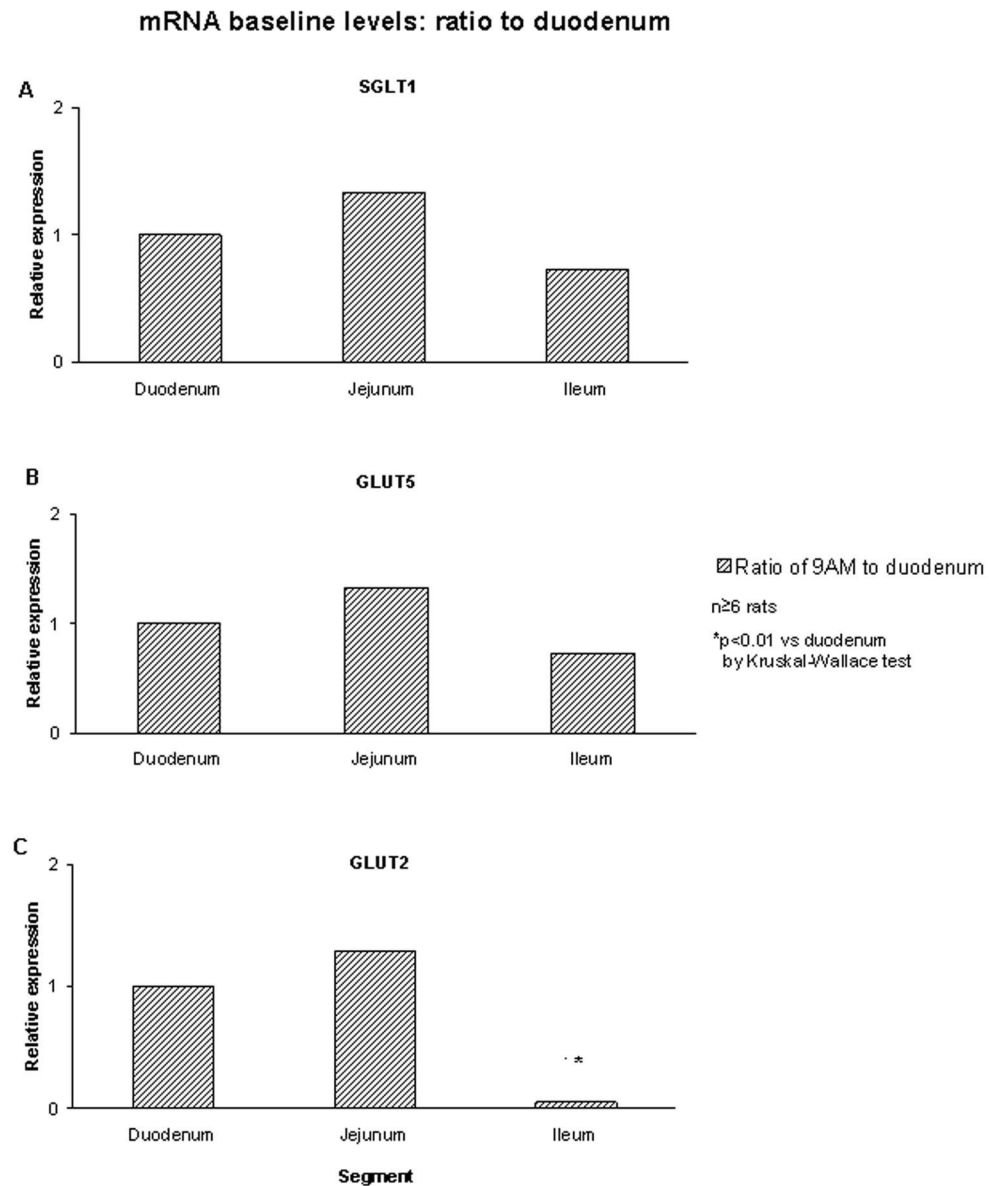 mRNA baseline levels: ratio to duodenum
A
SGLT1
2
1
0
Relative expression
Duodenum Jejunum Ileum
B
GLUT5
2
1
0
Relative expression
Duodenum Jejunum Ileum
Ratio of 9AM to duodenum
n≥6 rats
*p<0.01 vs duodenum
by Kruskal-Wallace test
C
GLUT2
2
1
0
Relative expression
*
Duodenum Jejunum Ileum
Segment